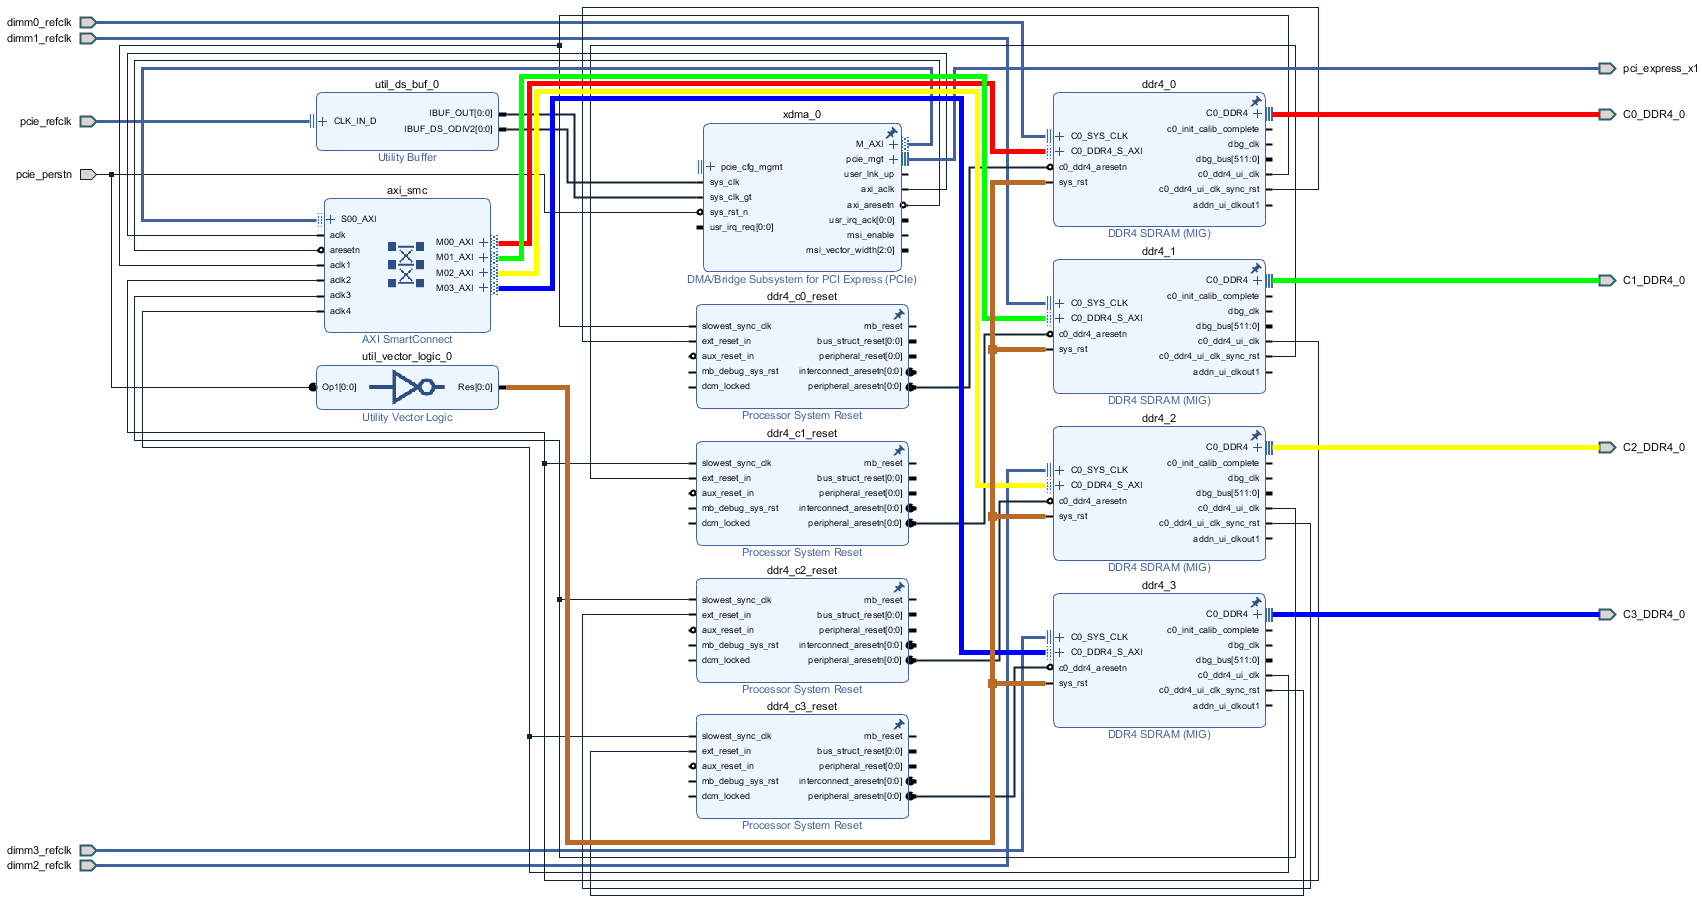 dimm0_refclk
dimm1_refclk
pcie_refclk
pcie_perstn
util_ds_buf_0
CLK_IN_D
IBUF_OUT[0:0]
IBUF_DS_ODIV2[0:0]
Utility Buffer
axi_smc
S00_AXI
aclk
aresetn
aclk1
aclk2
aclk3
aclk4
M00_AXI
M01_AXI
M02_AXI
M03_AXI
AXI SmartConnect
util_vector_logic_0
Op1[0:0]
Res[0:0]
Utility Vector Logic
dimm3_refclk
dimm2_refclk
xdma_0
pcie_cfg_mgmt
sys_clk
sys_clk_gt
sys_rst_n
usr_irq_req[0:0]
M_AXI
pcie_mgt
user_lnk_up
axi_aclk
axi_aresetn
usr_irq_ack[0:0]
msi_enable
msi_vector_width[2:0]
DMA/Bridge Subsystem for PCI Express (PCIe)
ddr4_c0_reset
slowest_sync_clk
ext_reset_in
aux_reset_in
mb_debug_sys_rst
dcm_locked
mb_reset
bus_struct_reset[0:0]
peripheral_reset[0:0]
interconnect_aresetn[0:0]
peripheral_aresetn[0:0]
Processor System Reset
ddr4_c1_reset
slowest_sync_clk
ext_reset_in
aux_reset_in
mb_debug_sys_rst
dcm_locked
mb_reset
bus_struct_reset[0:0]
peripheral_reset[0:0]
interconnect_aresetn[0:0]
peripheral_aresetn[0:0]
Processor System Reset
ddr4_c2_reset
slowest_sync_clk
ext_reset_in
aux_reset_in
mb_debug_sys_rst
dcm_locked
mb_reset
bus_struct_reset[0:0]
peripheral_reset[0:0]
interconnect_aresetn[0:0]
peripheral_aresetn[0:0]
Processor System Reset
ddr4_c3_reset
slowest_sync_clk
ext_reset_in
aux_reset_in
mb_debug_sys_rst
dcm_locked
mb_reset
bus_struct_reset[0:0]
peripheral_reset[0:0]
interconnect_aresetn[0:0]
peripheral_aresetn[0:0]
Processor System Reset
ddr4_0
C0_SYS_CLK
C0_DDR4_S_AXI
c0_ddr4_aresetn
sys_rst
C0_DDR4
c0_init_calib_complete
dbg_clk
dbg_bus[511:0]
c0_ddr4_ui_clk
c0_ddr4_ui_clk_sync_rst
addn_ui_clkout1
DDR4 SDRAM (MIG)
ddr4_1
C0_SYS_CLK
C0_DDR4_S_AXI
c0_ddr4_aresetn
sys_rst
C0_DDR4
c0_init_calib_complete
dbg_clk
dbg_bus[511:0]
c0_ddr4_ui_clk
c0_ddr4_ui_clk_sync_rst
addn_ui_clkout1
DDR4 SDRAM (MIG)
ddr4_2
C0_SYS_CLK
C0_DDR4_S_AXI
c0_ddr4_aresetn
sys_rst
C0_DDR4
c0_init_calib_complete
dbg_clk
dbg_bus[511:0]
c0_ddr4_ui_clk
c0_ddr4_ui_clk_sync_rst
addn_ui_clkout1
DDR4 SDRAM (MIG)
ddr4_3
C0_SYS_CLK
C0_DDR4_S_AXI
c0_ddr4_aresetn
sys_rst
C0_DDR4
c0_init_calib_complete
dbg_clk
dbg_bus[511:0]
c0_ddr4_ui_clk
c0_ddr4_ui_clk_sync_rst
addn_ui_clkout1
DDR4 SDRAM (MIG)
pci_express_x1
C0_DDR4_0
C1_DDR4_0
C2_DDR4_0
C3_DDR4_0